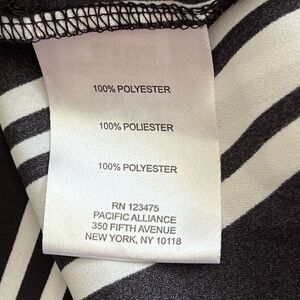 100% POLYESTER
100% POLIESTER
100% POLYESTER
RN 123475
PACIFIC ALLIANCE
350 FIFTH AVENUE
NEW YORK, NY 10118